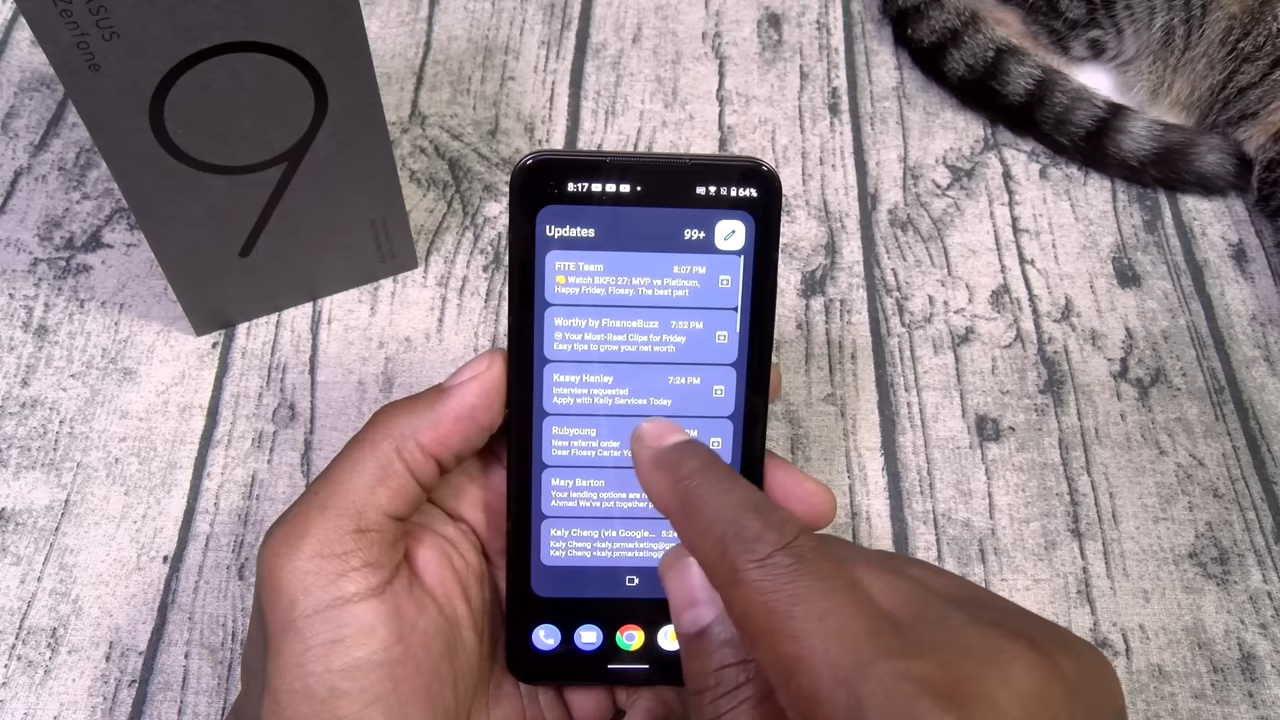 ASUS
Zenfone
9
8:17
64%
Updates
99+
FITE Team 8:07 PM
Watch BKFC 27: MVP vs Platinum,
Happy Friday, Flossy. The best part
Worthy by FinanceBuzz 7:52 PM
Your Must-Read Clips for Friday
Easy tips to grow your net worth
Kasey Hanley 7:24 PM
Interview requested
Apply with Kelly Services Today
Rubyoung PM
New referral order
Dear Flossy Carter
Mary Barton
Your lending options are
Ahmad We've put together
Kaly Cheng (via Google...
Kaly Cheng <kaly.prmarketing@
Kaly Cheng <kaly.prmarketing@